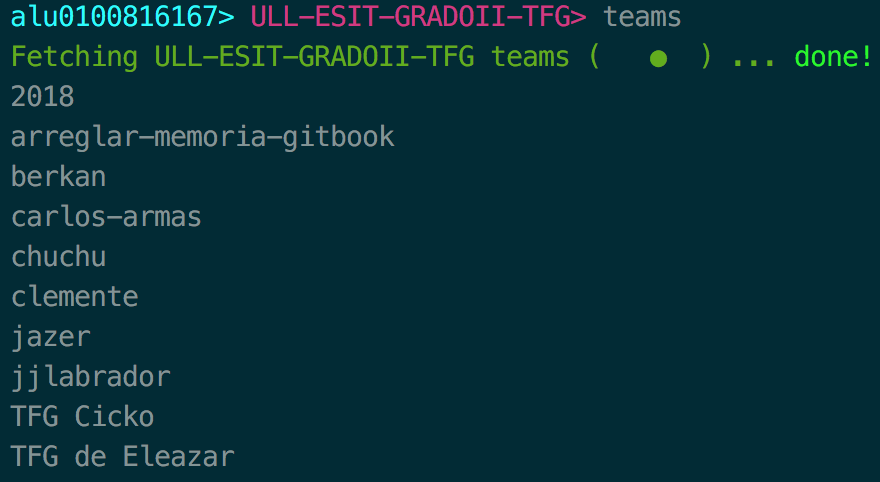 alu0100816167> ULL-ESIT-GRADOII-TFG> teams
Fetching ULL-ESIT-GRADOII-TFG teams (   ●  ) ... done!
2018
arreglar-memoria-gitbook
berkan
carlos-armas
chuchu
clemente
jazer
jjlabrador
TFG Cicko
TFG de Eleazar